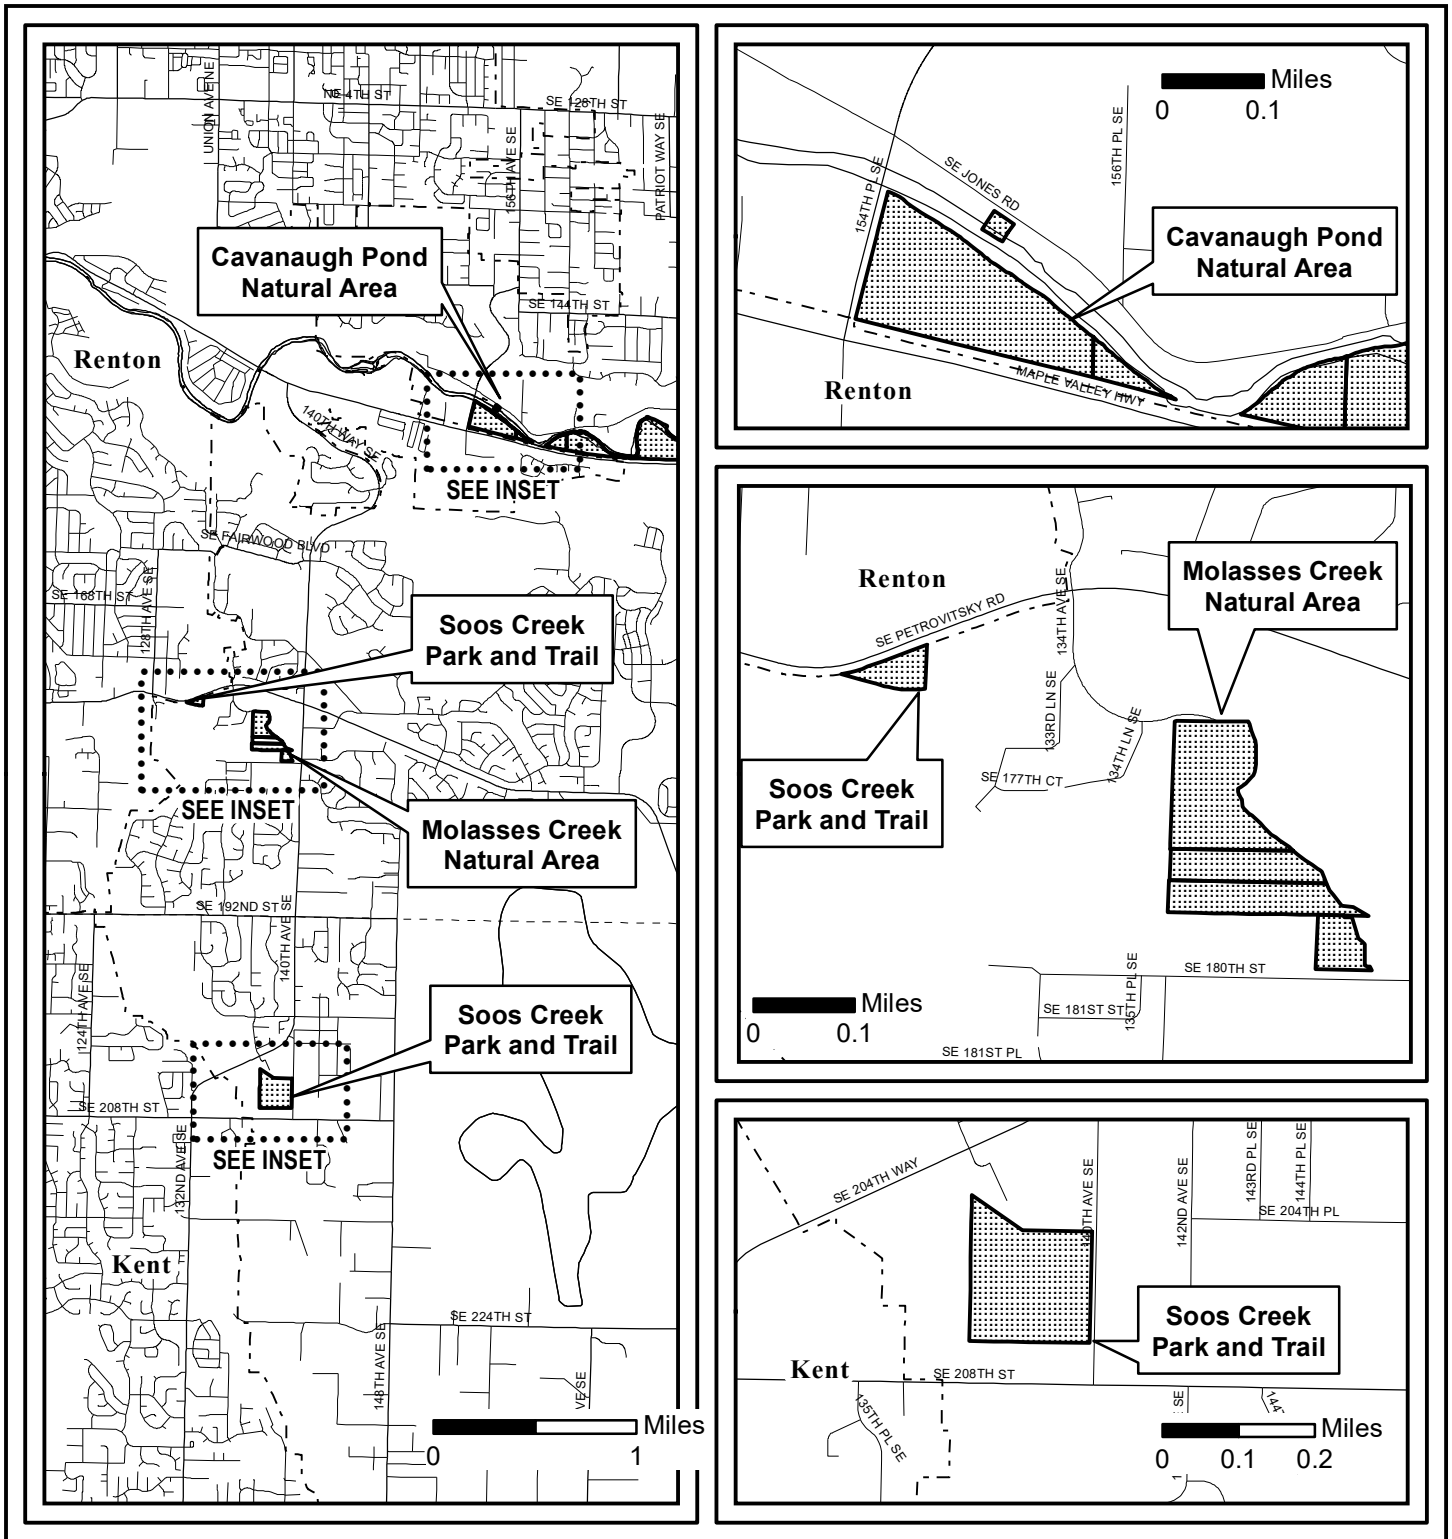 UNION AVE NE
NE 4TH ST
SE 128TH ST
156TH AVE SE
PATRIOT WAY SE
Cavanaugh Pond
Natural Area
SE 144TH ST
Renton
140TH WAY SE
SEE INSET
SE FAIRWOOD BLVD
SE 168TH ST
128TH AVE SE
Soos Creek
Park and Trail
SEE INSET
Molasses Creek
Natural Area
SE 192ND ST
140TH AVE SE
124TH AVE SE
Soos Creek
Park and Trail
SE 208TH ST
SEE INSET
132ND AVE SE
Kent
SE 224TH ST
148TH AVE SE
VE SE
Miles
0 1
Miles
0 0.1
156TH PL SE
SE JONES RD
154TH PL SE
Cavanaugh Pond
Natural Area
MAPLE VALLEY HWY
Renton
Renton
Molasses Creek
Natural Area
SE PETROVITSKY RD
134TH AVE SE
133RD LN SE
134TH LN SE
SE 177TH CT
Soos Creek
Park and Trail
SE 180TH ST
135TH PL SE
SE 181ST ST
SE 181ST PL
Miles
0 0.1
SE 204TH WAY
140TH AVE SE
142ND AVE SE
143RD PL SE
144TH PL SE
SE 204TH PL
Soos Creek
Park and Trail
Kent
SE 208TH ST
135TH PL SE
SE
144
Miles
0 0.1 0.2